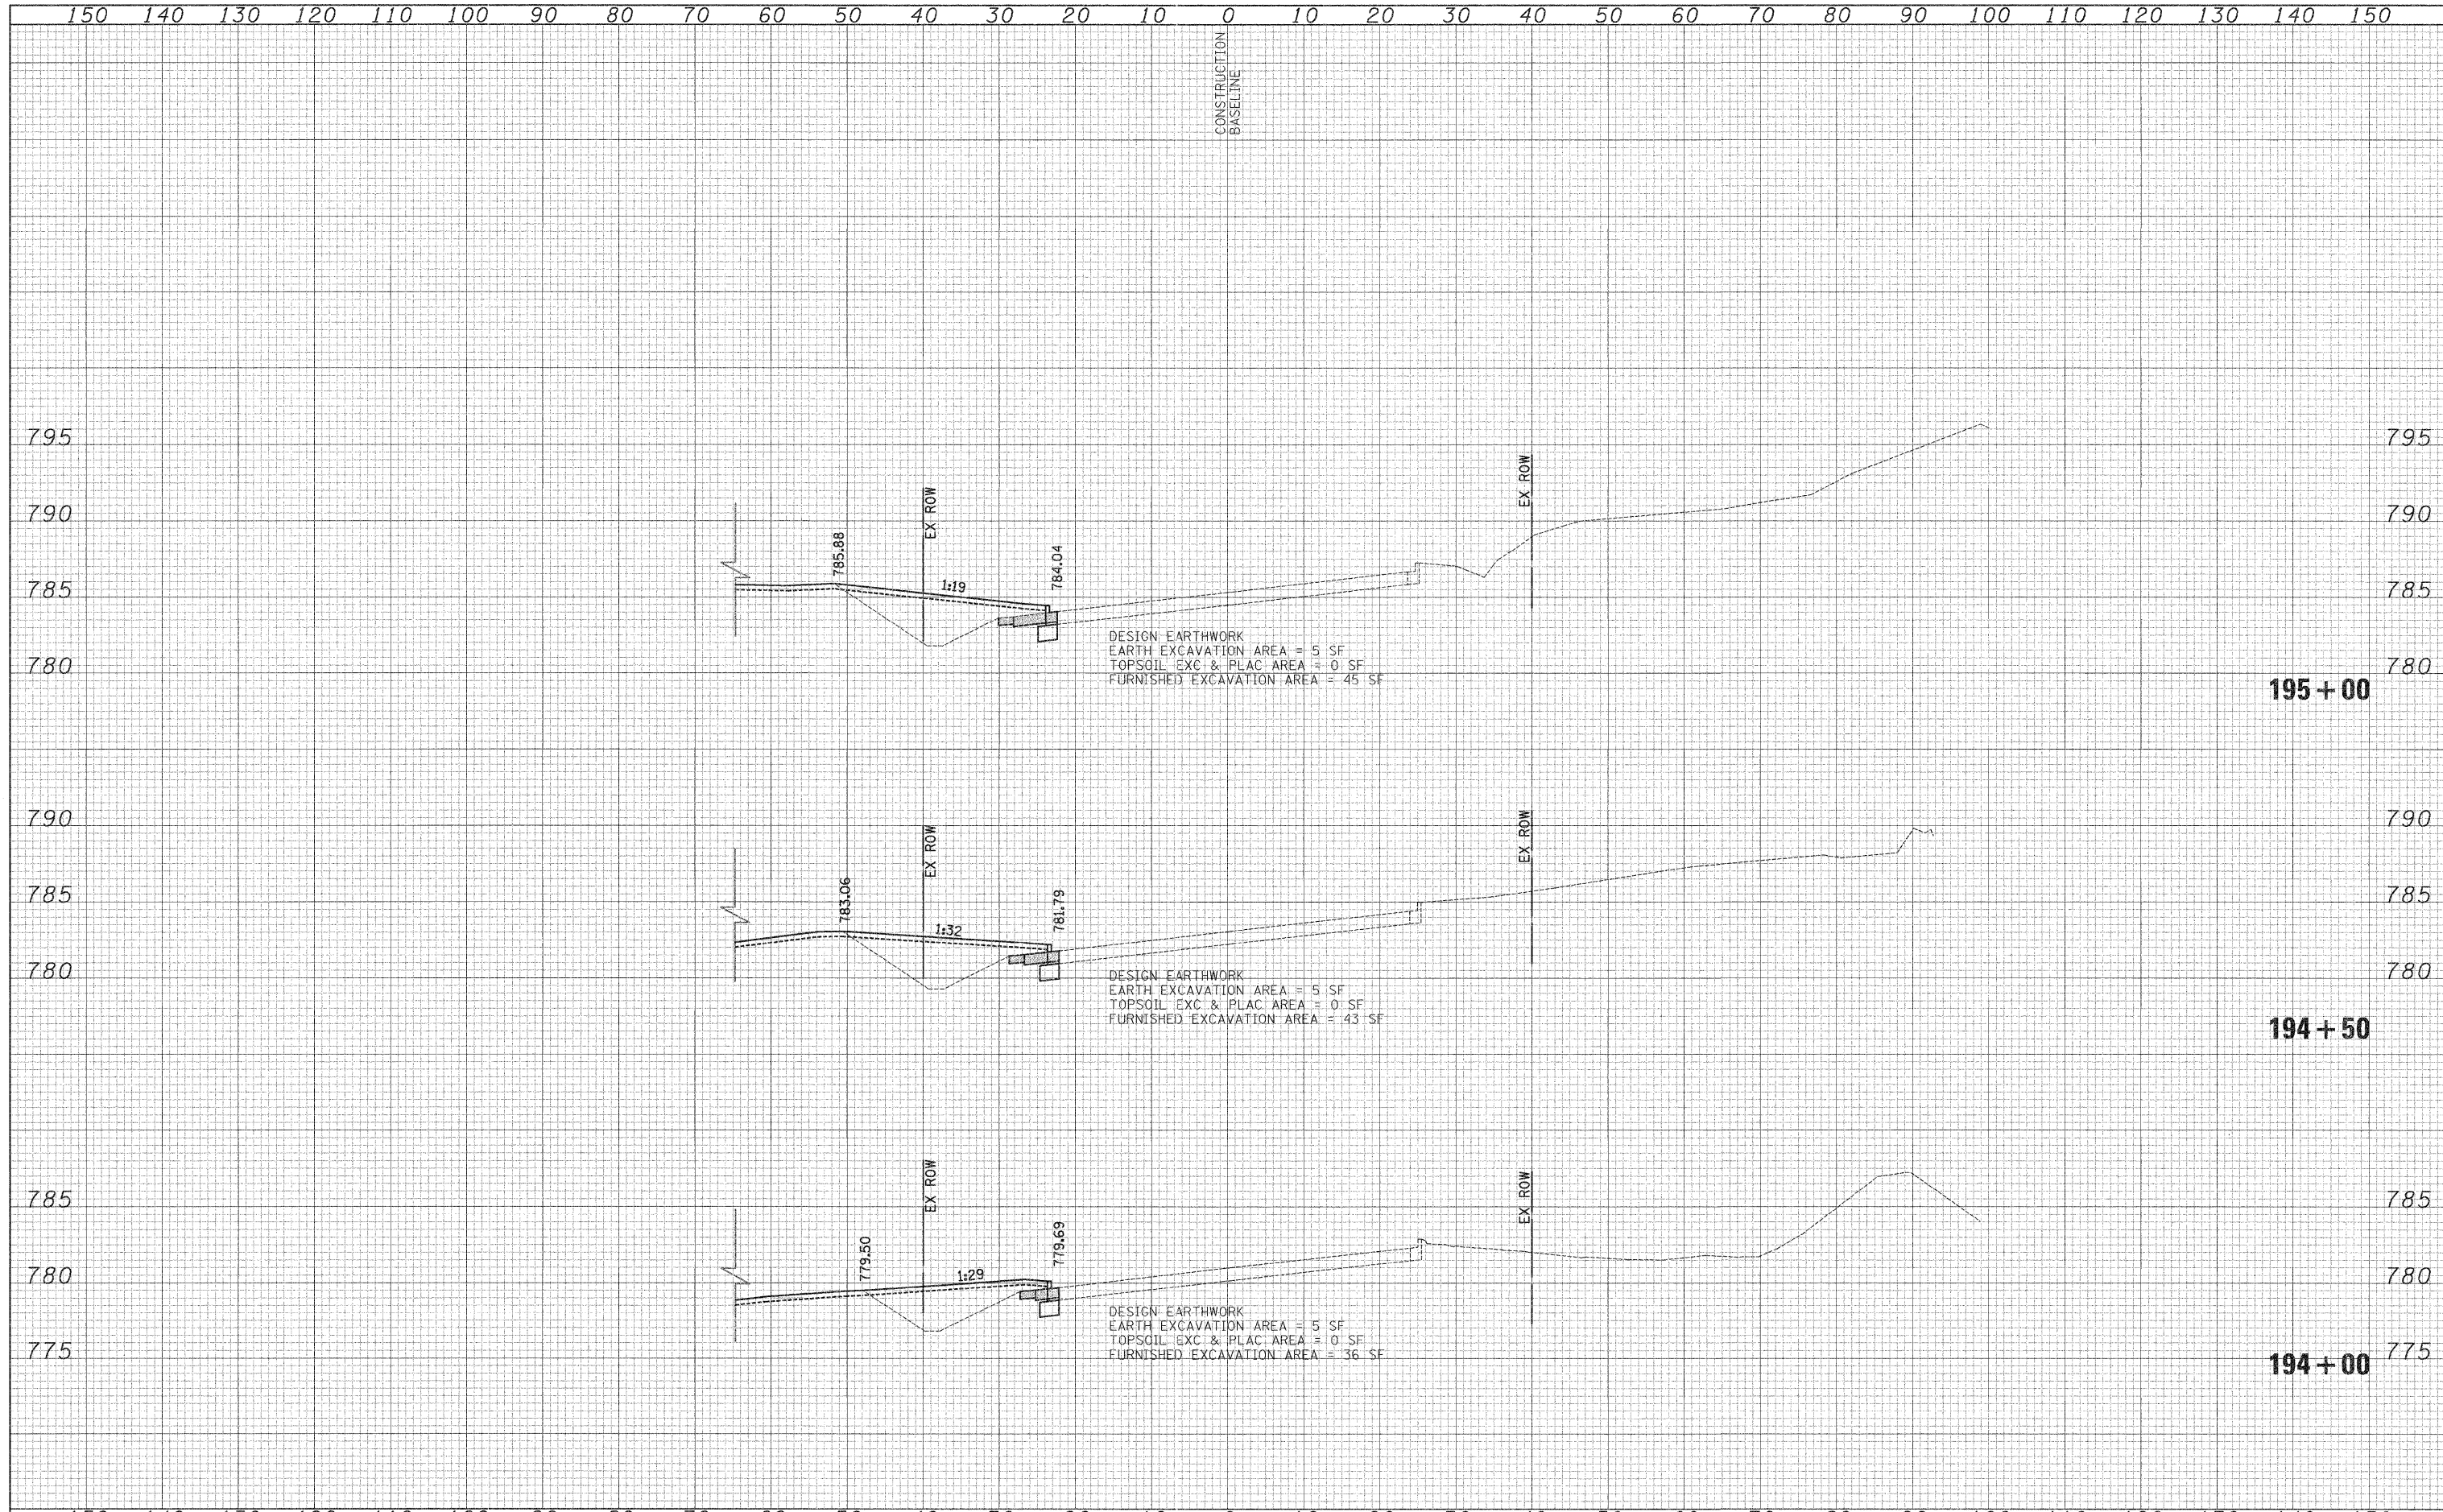 150 140 130 120 110 100 90 80 70 60 50 40 30 20 10 0 10 20 30 40 50 60 70 80 90 100 110 120 130 140 150
CONSTRUCTION
BASELINE
795 795
790 790
785 785
780 780
EX ROW
EX ROW
785.88
784.04
1:19
DESIGN EARTHWORK
EARTH EXCAVATION AREA = 5 SF
TOPSOIL EXC & PLAC AREA = 0 SF
FURNISHED EXCAVATION AREA = 45 SF
195+00
790 790
785 785
780 780
EX ROW
EX ROW
783.06
781.79
1:32
DESIGN EARTHWORK
EARTH EXCAVATION AREA = 5 SF
TOPSOIL EXC & PLAC AREA = 0 SF
FURNISHED EXCAVATION AREA = 43 SF
194+50
785 785
780 780
775 775
EX ROW
EX ROW
779.50
779.69
1:29
DESIGN EARTHWORK
EARTH EXCAVATION AREA = 5 SF
TOPSOIL EXC & PLAC AREA = 0 SF
FURNISHED EXCAVATION AREA = 36 SF
194+00